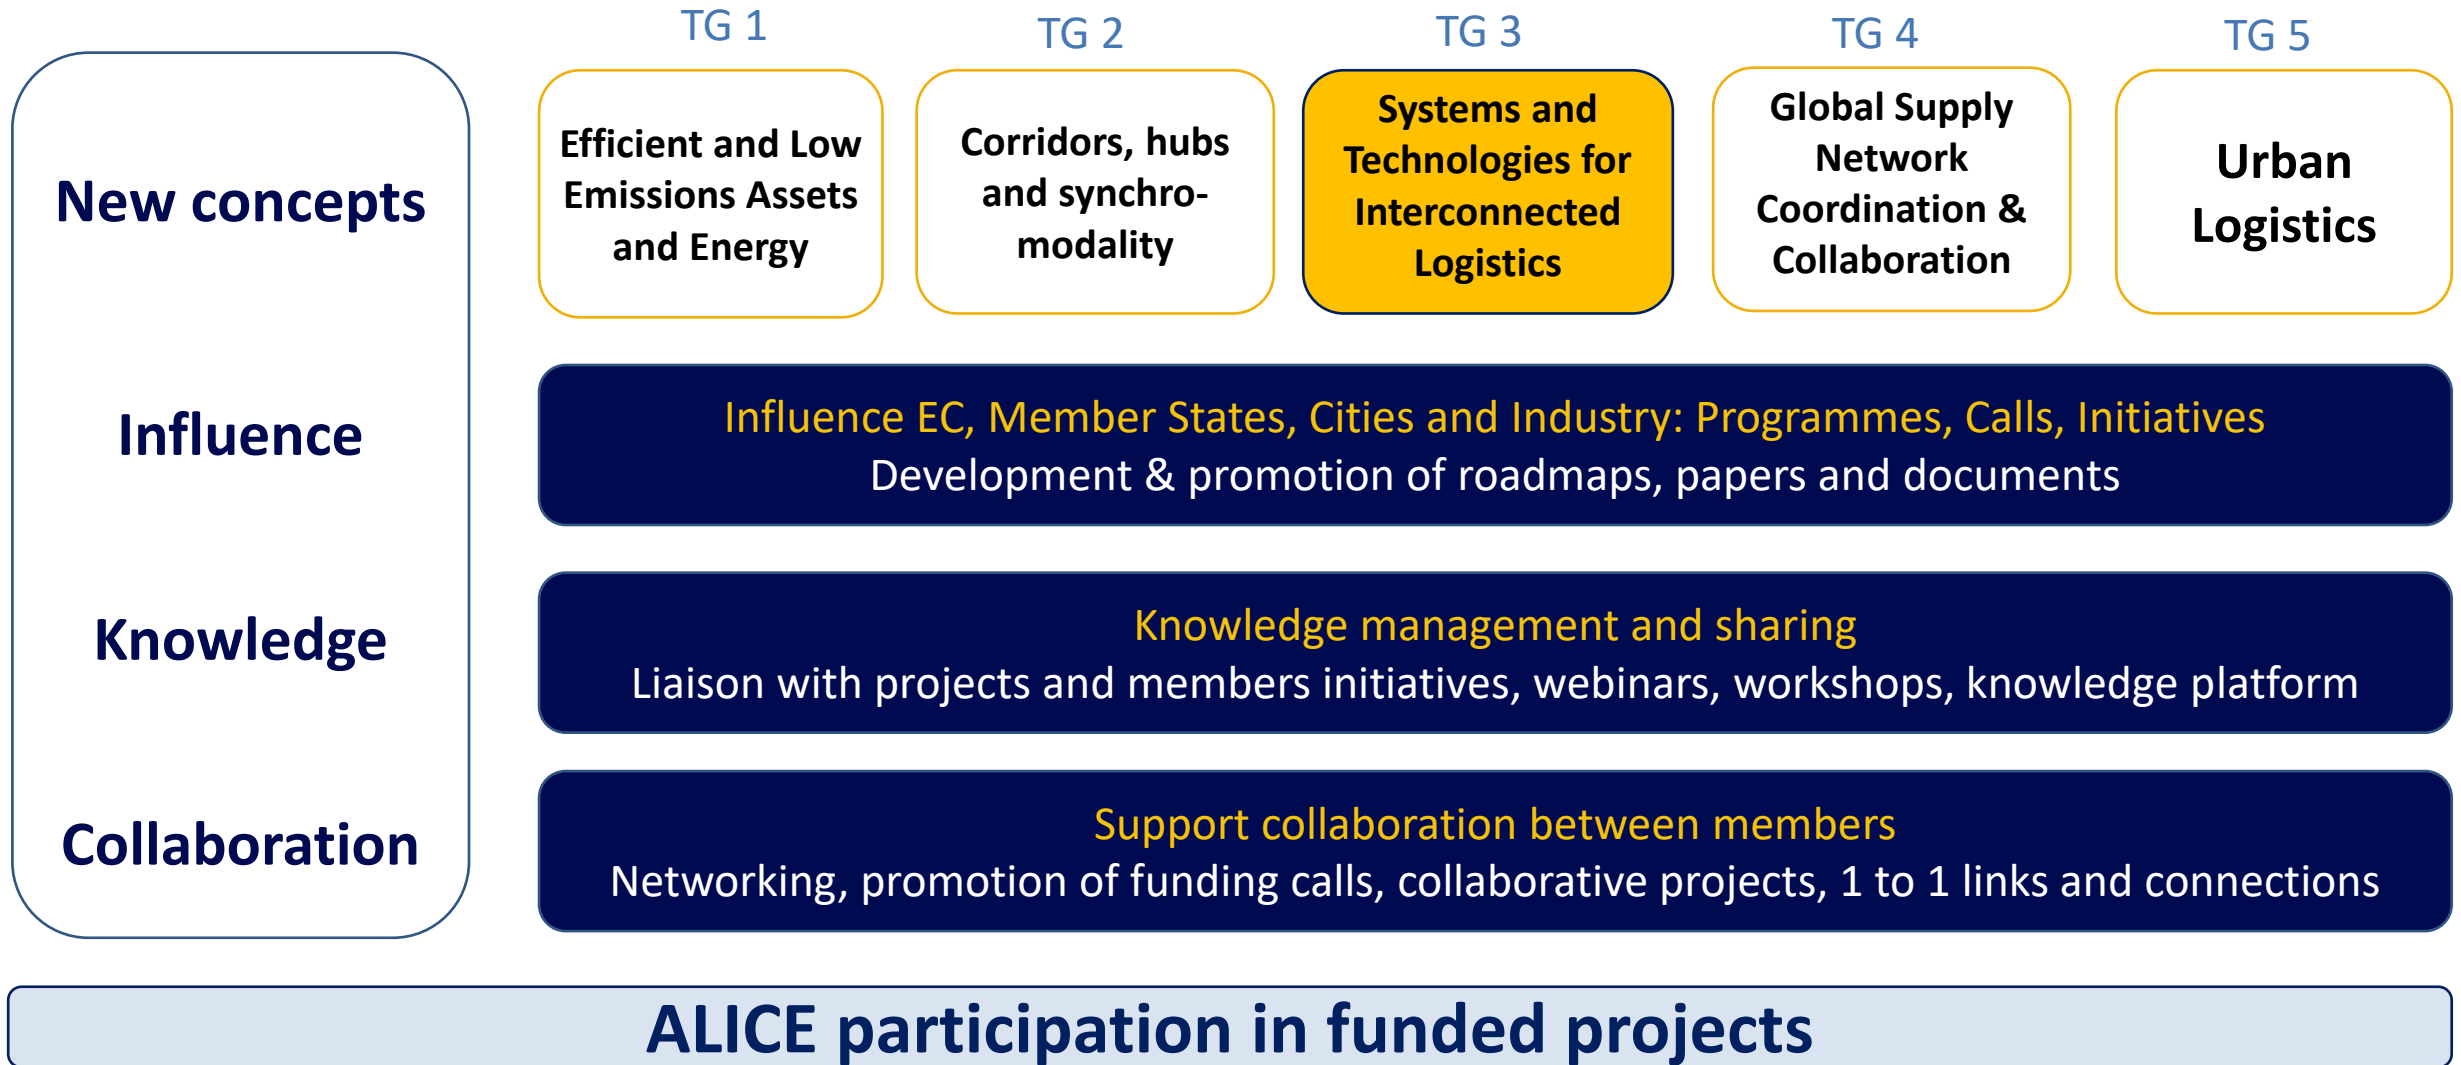 TG 1
TG 2
TG 3
TG 4
TG 5
New concepts
Efficient and Low
Emissions Assets
and Energy
Corridors, hubs
and synchro-
modality
Systems and
Technologies for
Interconnected
Logistics
Global Supply
Network
Coordination &
Collaboration
Urban
Logistics
Influence
Influence EC, Member States, Cities and Industry: Programmes, Calls, Initiatives
Development & promotion of roadmaps, papers and documents
Knowledge
Knowledge management and sharing
Liaison with projects and members initiatives, webinars, workshops, knowledge platform
Collaboration
Support collaboration between members
Networking, promotion of funding calls, collaborative projects, 1 to 1 links and connections
ALICE participation in funded projects